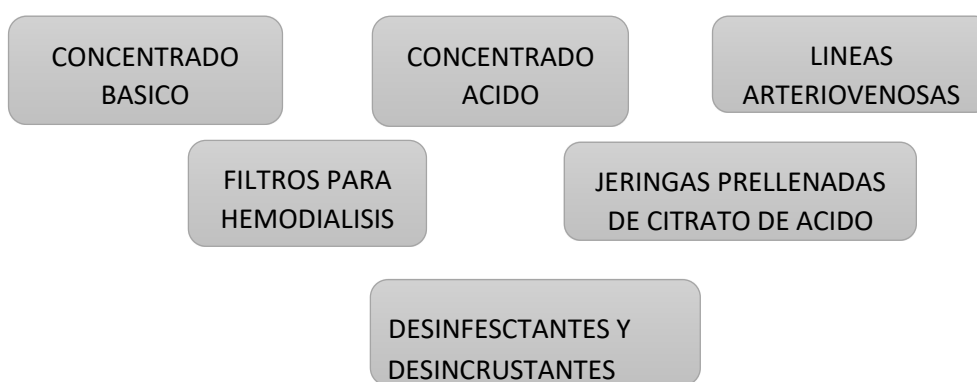 CONCENTRADO
BASICO
CONCENTRADO
ACIDO
LINEAS
ARTERIOVENOSAS
FILTROS PARA
HEMODIALISIS
JERINGAS PRELLENADAS
DE CITRATO DE ACIDO
DESINFESCTANTES Y
DESINCRUSTANTES